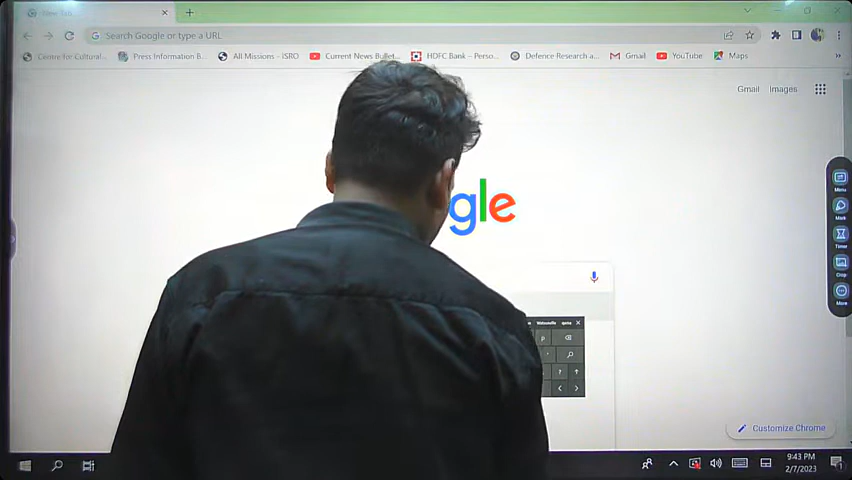 New Tab
Search Google or type a URL
Centre for Cultural...
Press Information B...
All Missions - ISRO
Current News Bullet...
HDFC Bank – Perso...
Defence Research a...
Gmail
YouTube
Maps
Gmail
Images
gle
p
Menu
Mark
Timer
Crop
More
Customize Chrome
9:43 PM
2/7/2023